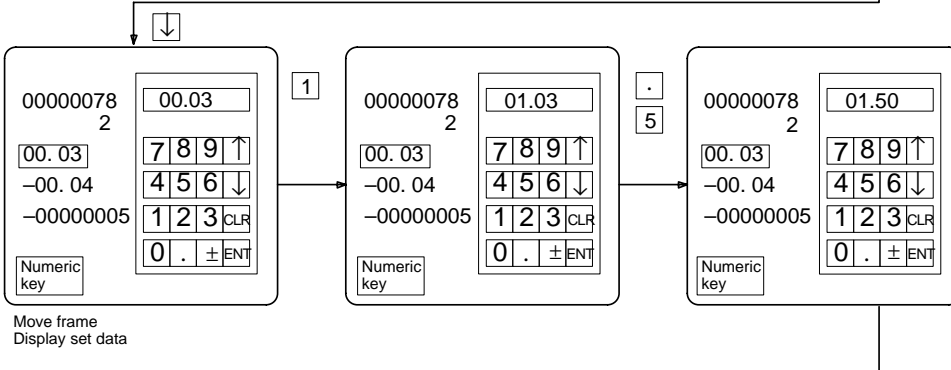 ↓
00000078
2
00. 03
–00. 04
–00000005
Numeric
key
00.03
7 8 9 ↑
4 5 6 ↓
1 2 3 CLR
0 . ± ENT
Move frame
Display set data
1
00000078
2
00. 03
–00. 04
–00000005
Numeric
key
01.03
7 8 9 ↑
4 5 6 ↓
1 2 3 CLR
0 . ± ENT
.
5
00000078
2
00. 03
–00. 04
–00000005
Numeric
key
01.50
7 8 9 ↑
4 5 6 ↓
1 2 3 CLR
0 . ± ENT